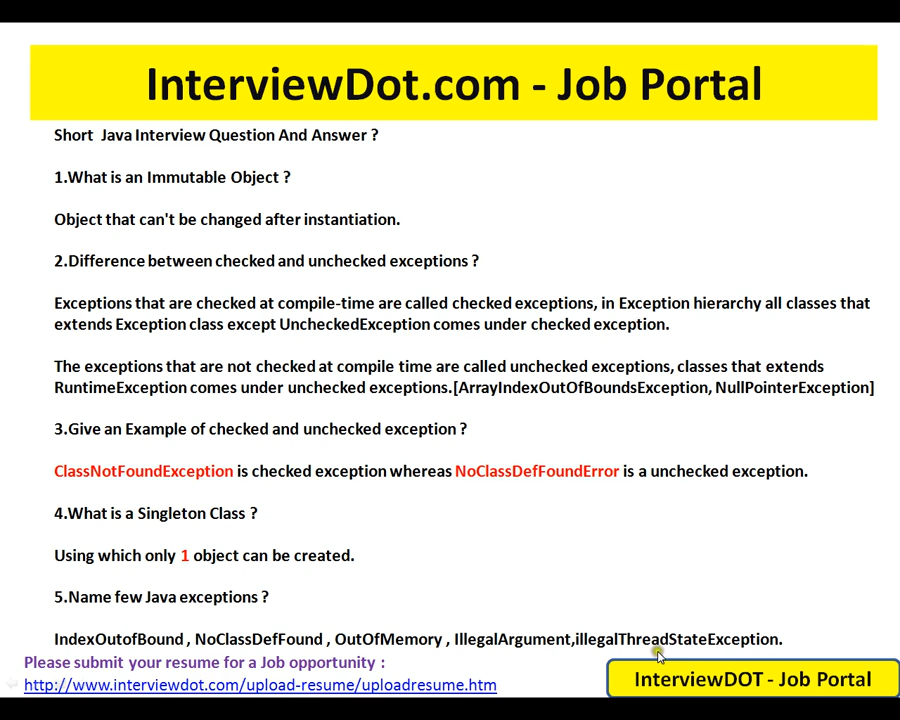 InterviewDot.com - Job Portal
Short  Java Interview Question And Answer ?
1.What is an Immutable Object ?
Object that can't be changed after instantiation.
2.Difference between checked and unchecked exceptions ?
Exceptions that are checked at compile-time are called checked exceptions, in Exception hierarchy all classes that
extends Exception class except UncheckedException comes under checked exception.
The exceptions that are not checked at compile time are called unchecked exceptions, classes that extends
RuntimeException comes under unchecked exceptions.[ArrayIndexOutOfBoundsException, NullPointerException]
3.Give an Example of checked and unchecked exception ?
ClassNotFoundException is checked exception whereas NoClassDefFoundError is a unchecked exception.
4.What is a Singleton Class ?
Using which only 1 object can be created.
5.Name few Java exceptions ?
IndexOutofBound , NoClassDefFound , OutOfMemory , IllegalArgument,illegalThreadStateException.
Please submit your resume for a Job opportunity :
http://www.interviewdot.com/upload-resume/uploadresume.htm
InterviewDOT - Job Portal